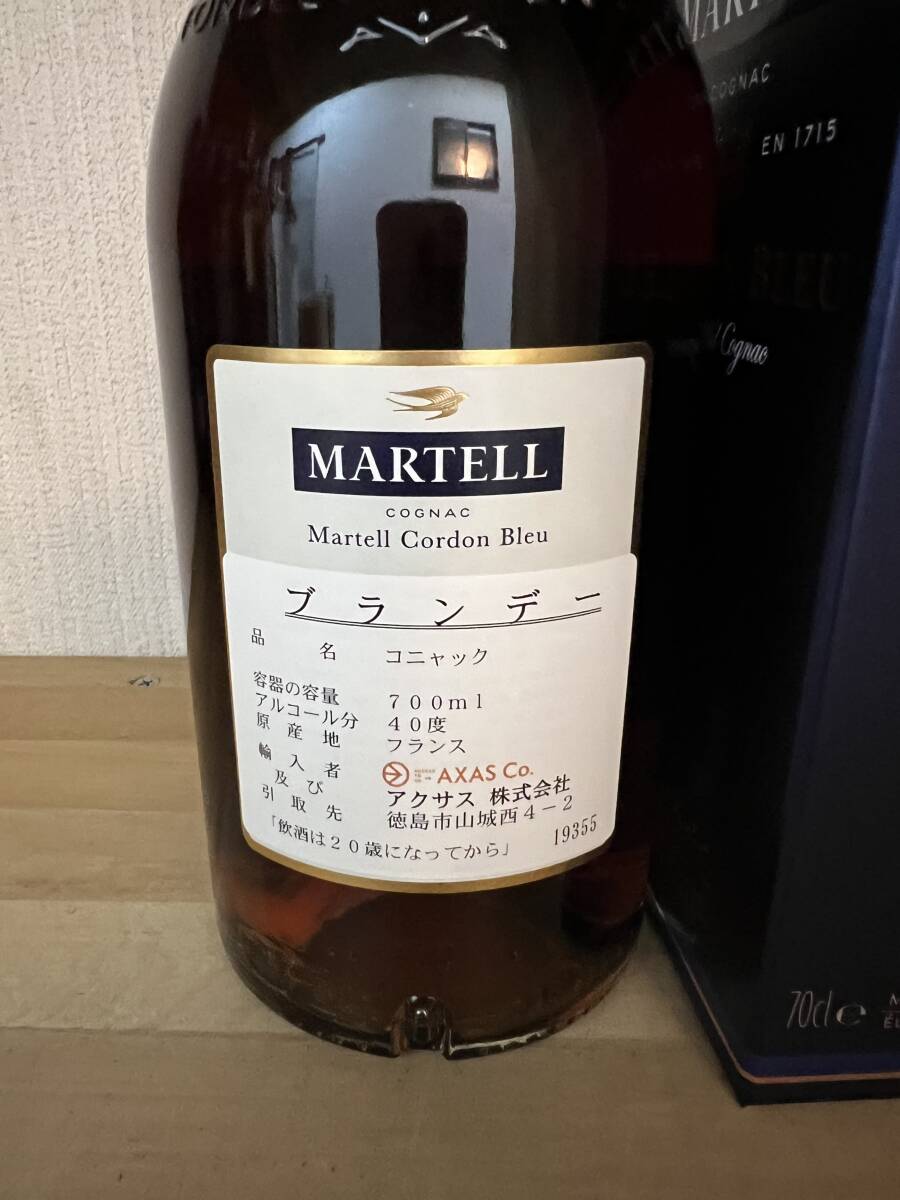 MARTELL
COGNAC
Martell Cordon Bleu
ブランデー
品名 コニャック
容器の容量 700ml
アルコール分 40度
原産地 フランス
輸入者
及び
引取先
AXAS Co.
アクサス 株式会社
徳島市山城西4-2
「飲酒は20歳になってから」 19355
COGNAC
EN 1715
BLEU
Cognac
70cl e